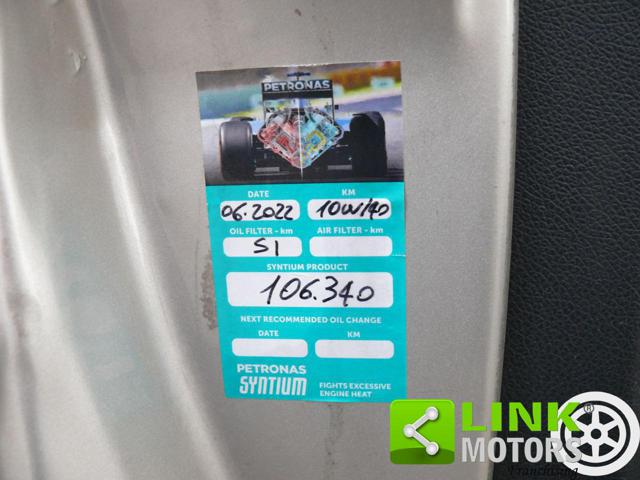 PETRONAS
DATE KM
06.2022 10W/40
OIL FILTER - km AIR FILTER - km
SI
SYNTIUM PRODUCT
106.340
NEXT RECOMMENDED OIL CHANGE
DATE KM
PETRONAS
SYNTIUM
FIGHTS EXCESSIVE
ENGINE HEAT
LINK
MOTORS
Franchising